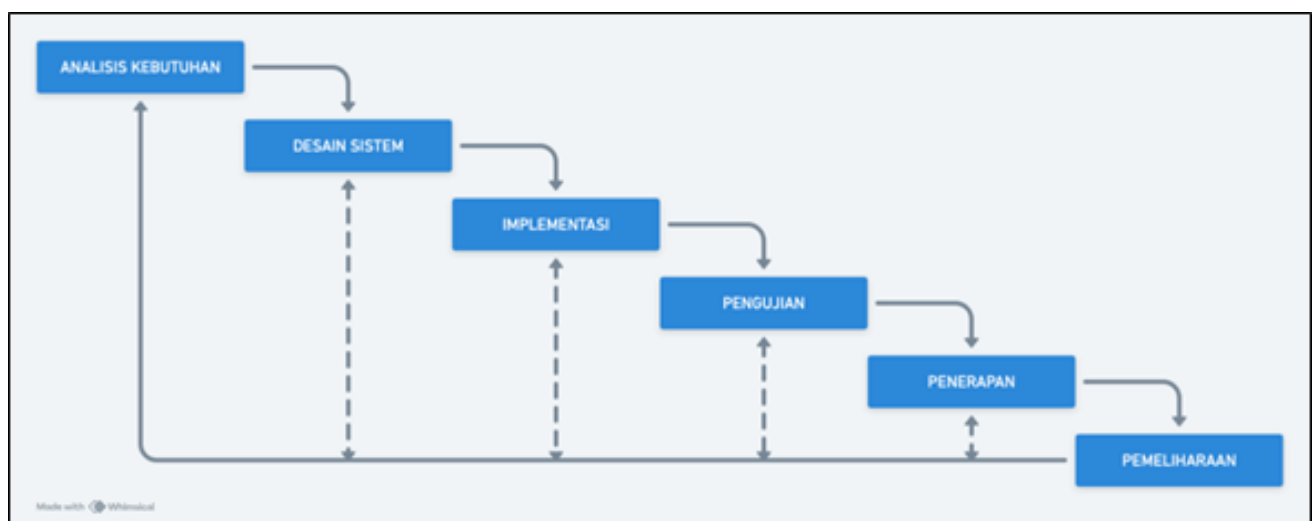 ANALISIS KEBUTUHAN
DESAIN SISTEM
IMPLEMENTASI
PENGUJIAN
PENERAPAN
PEMELIHARAAN
Made with Whimsical